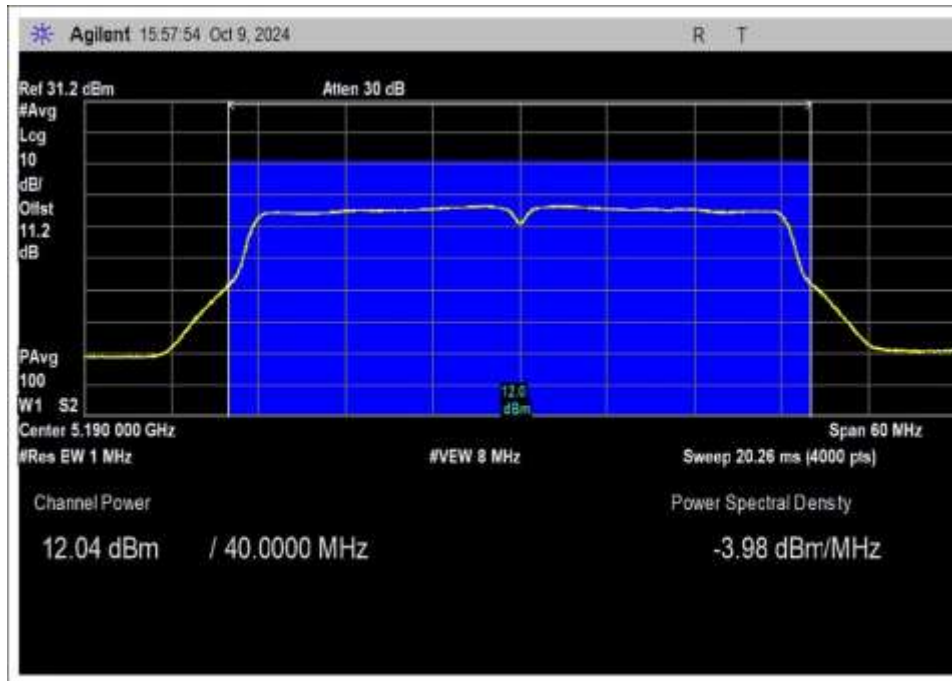 Agilent 15:57:54 Oct 9, 2024 R T
Ref 31.2 dBm Atten 30 dB
#Avg
Log
10
dB/
Offst
11.2
dB
PAvg
100
W1 S2
12.0
dBm
Center 5.190 000 GHz Span 60 MHz
#Res BW 1 MHz #VBW 8 MHz Sweep 20.26 ms (4000 pts)
Channel Power Power Spectral Density
12.04 dBm / 40.0000 MHz -3.98 dBm/MHz